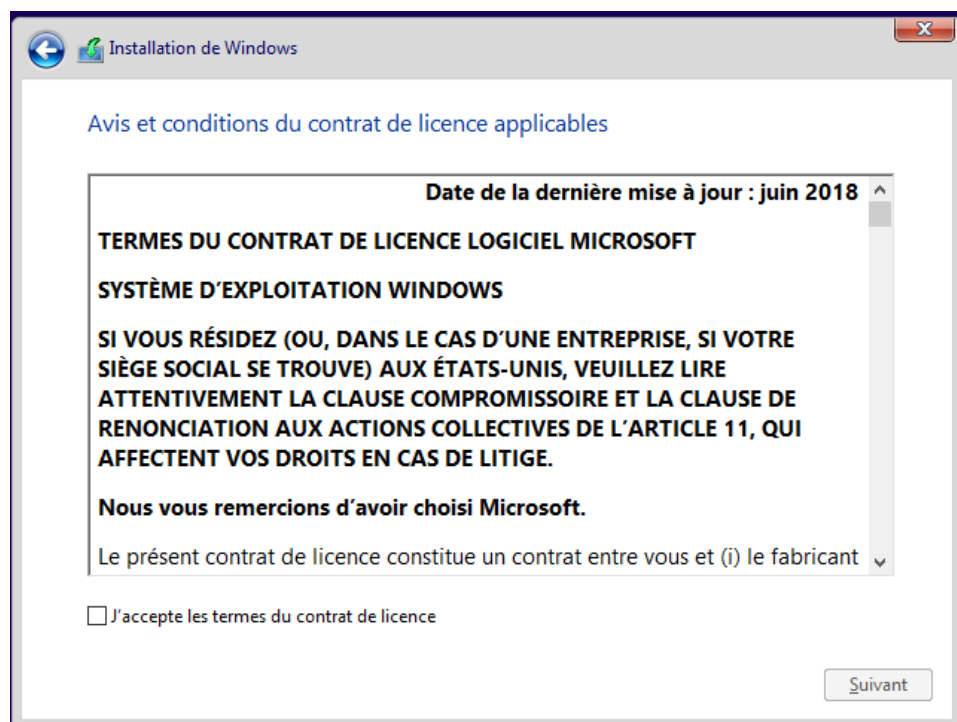 Installation de Windows
Avis et conditions du contrat de licence applicables
Date de la dernière mise à jour : juin 2018
TERMES DU CONTRAT DE LICENCE LOGICIEL MICROSOFT
SYSTÈME D’EXPLOITATION WINDOWS
SI VOUS RÉSIDEZ (OU, DANS LE CAS D’UNE ENTREPRISE, SI VOTRE
SIÈGE SOCIAL SE TROUVE) AUX ÉTATS-UNIS, VEUILLEZ LIRE
ATTENTIVEMENT LA CLAUSE COMPROMISSOIRE ET LA CLAUSE DE
RENONCIATION AUX ACTIONS COLLECTIVES DE L’ARTICLE 11, QUI
AFFECTENT VOS DROITS EN CAS DE LITIGE.
Nous vous remercions d’avoir choisi Microsoft.
Le présent contrat de licence constitue un contrat entre vous et (i) le fabricant
J'accepte les termes du contrat de licence
Suivant